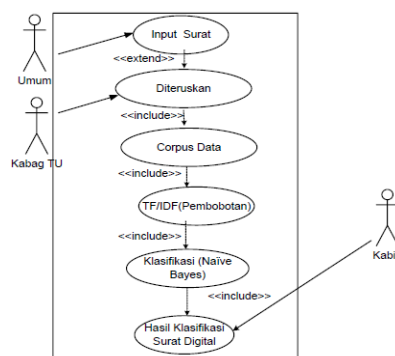 Input Surat
<<extend>>
Umum
Diteruskan
<<include>>
Kabag TU
Corpus Data
<<include>>
TF/IDF(Pembobotan)
<<include>>
Klasifikasi (Naïve
Bayes)
<<include>>
Hasil Klasifikasi
Surat Digital